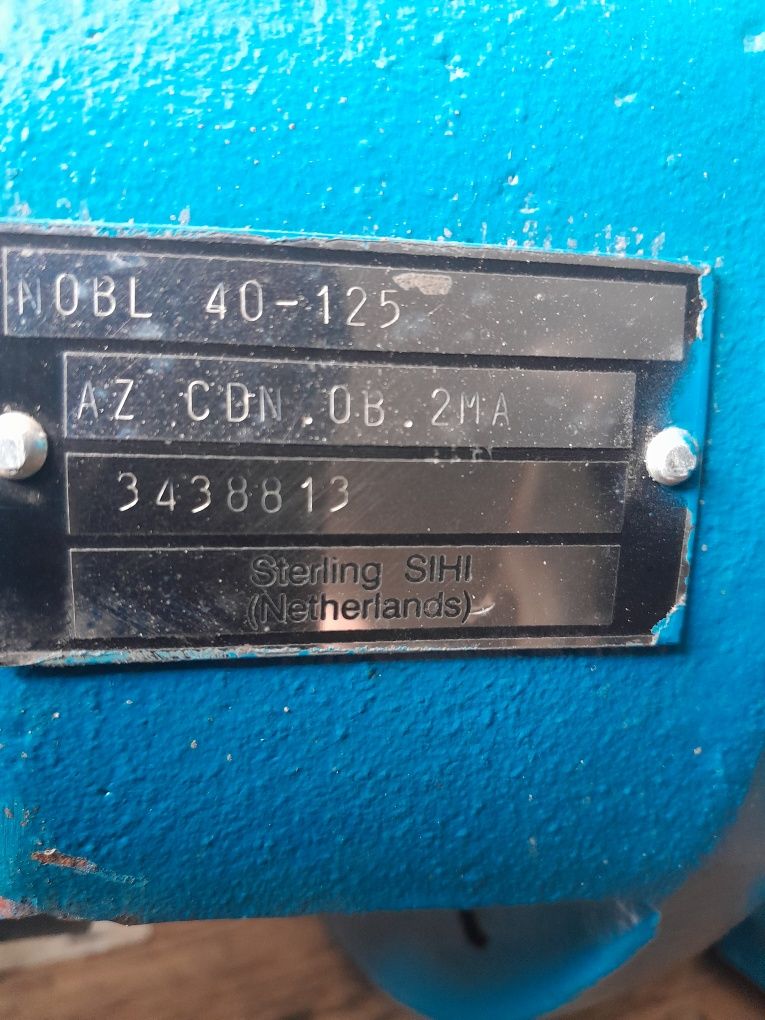 NOBL 40-125
AZ CDN.0B.2MA
3438813
Sterling SIHI
(Netherlands)